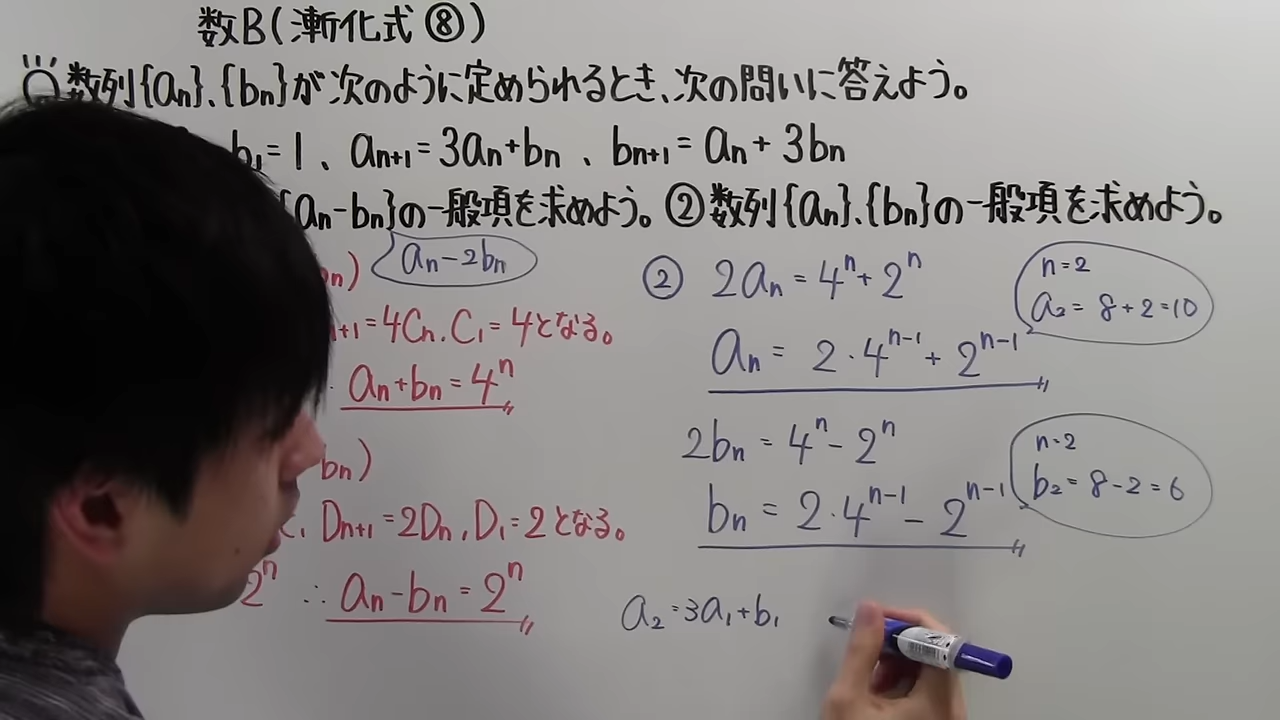 数B(漸化式⑧)
数列{an}、{bn}が次のように定められるとき、次の問いに答えよう。
b₁=1、an+1=3an+bn、bn+1=an+3bn
{an-bn}の一般項を求めよう。②数列{an}、{bn}の一般項を求めよう。
bn)
an-2bn
n+1=4Cn、C₁=4となる。
an+bn=4ⁿ
bn)
Dn+1=2Dn、D₁=2となる。
2ⁿ ∴an-bn=2ⁿ
② 2an=4ⁿ+2ⁿ
an=2・4ⁿ⁻¹+2ⁿ⁻¹
n=2
a₂=8+2=10
2bn=4ⁿ-2ⁿ
bn=2・4ⁿ⁻¹-2ⁿ⁻¹
n=2
b₂=8-2=6
a₂=3a₁+b₁